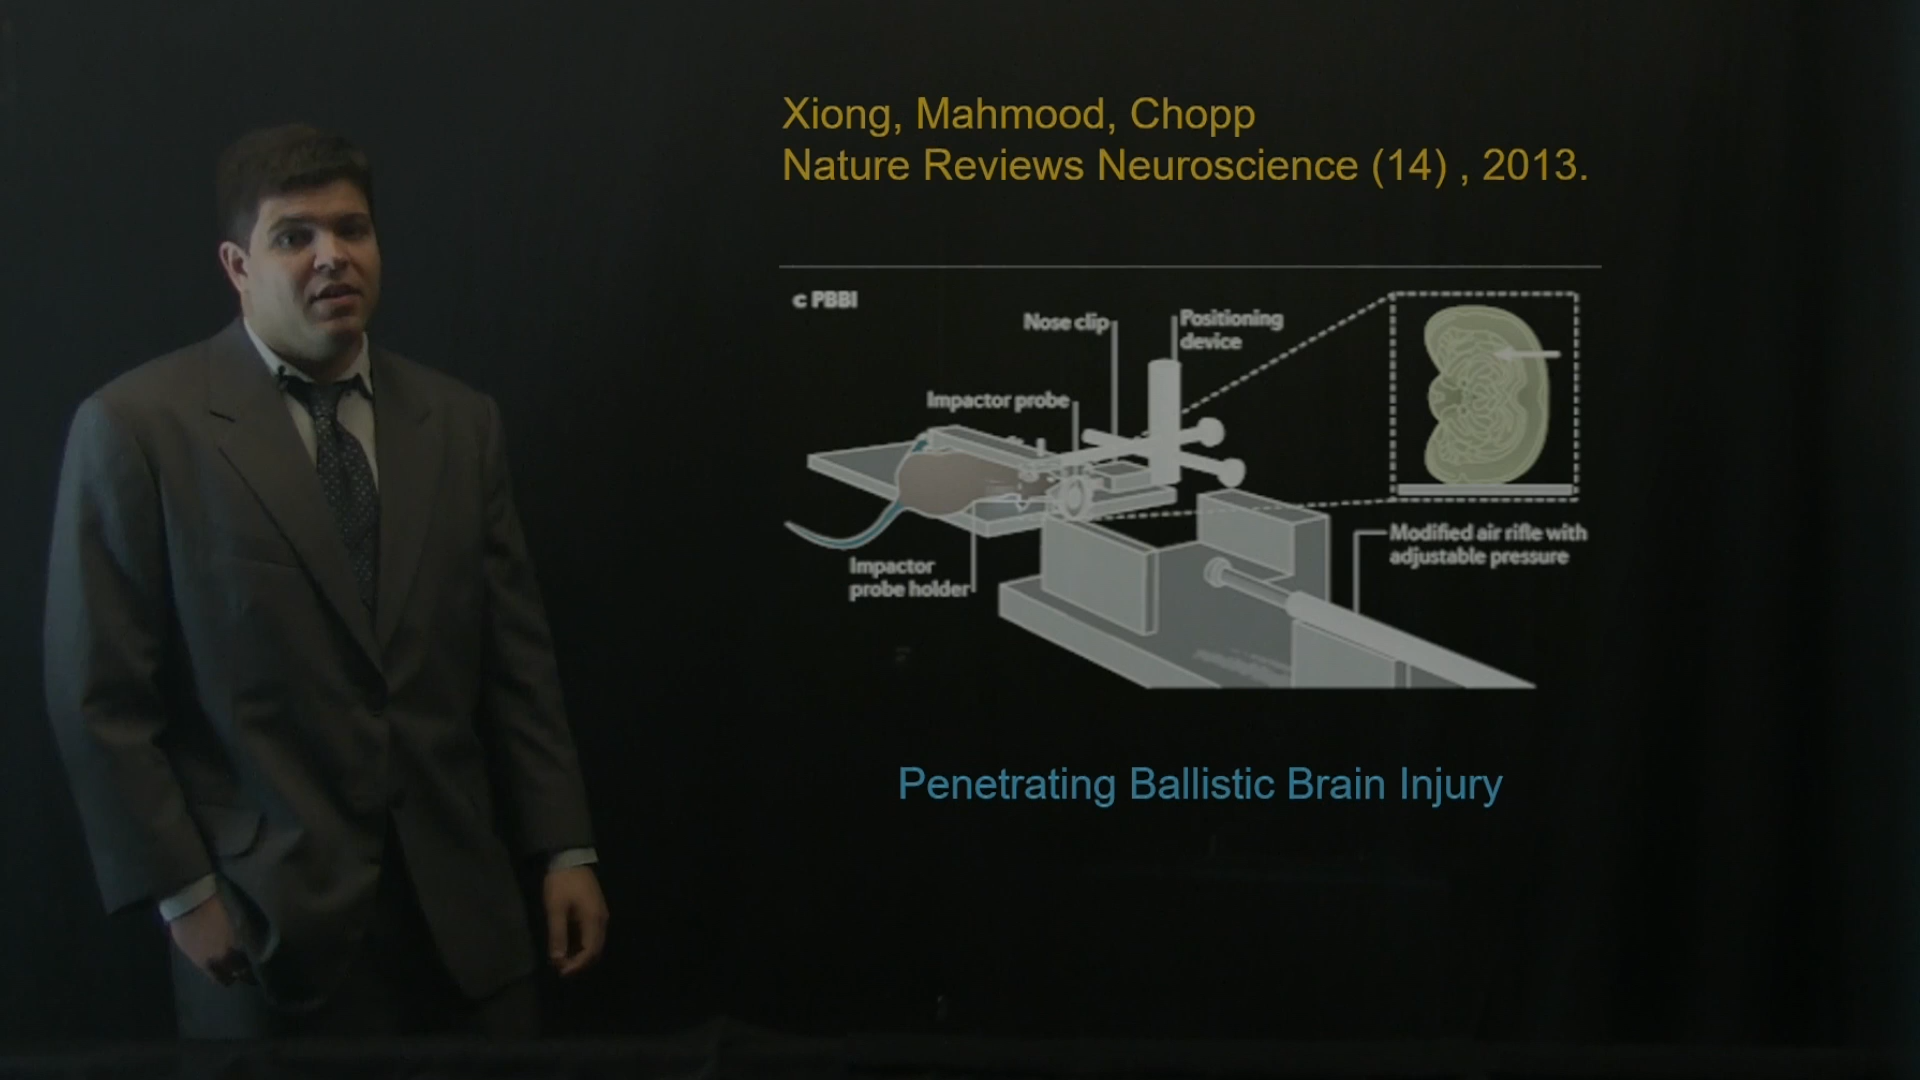 Xiong, Mahmood, Chopp
Nature Reviews Neuroscience (14) , 2013.
c PBBI
Nose clip
Positioning
device
Impactor probe
Impactor
probe holder
Modified air rifle with
adjustable pressure
Penetrating Ballistic Brain Injury